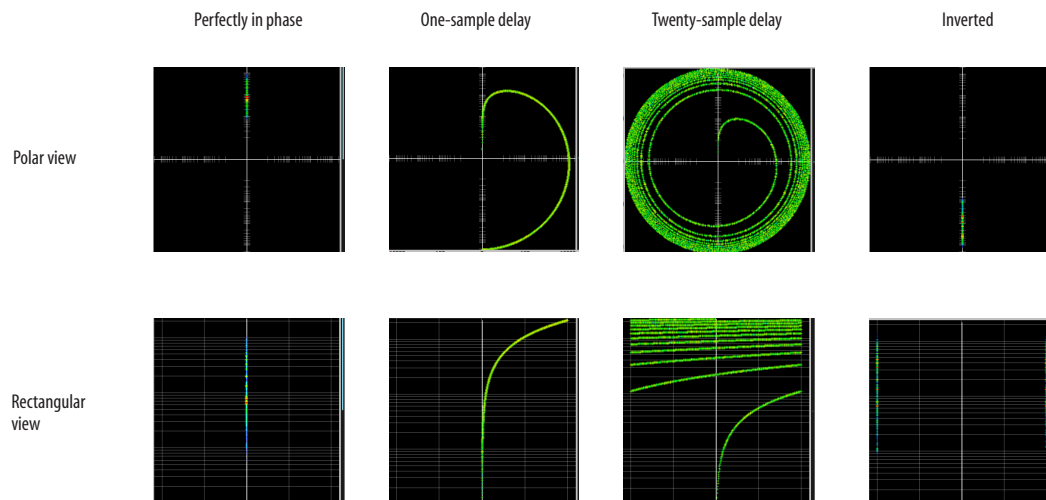 Perfectly in phase
One-sample delay
Twenty-sample delay
Inverted
Polar view
Rectangular
view